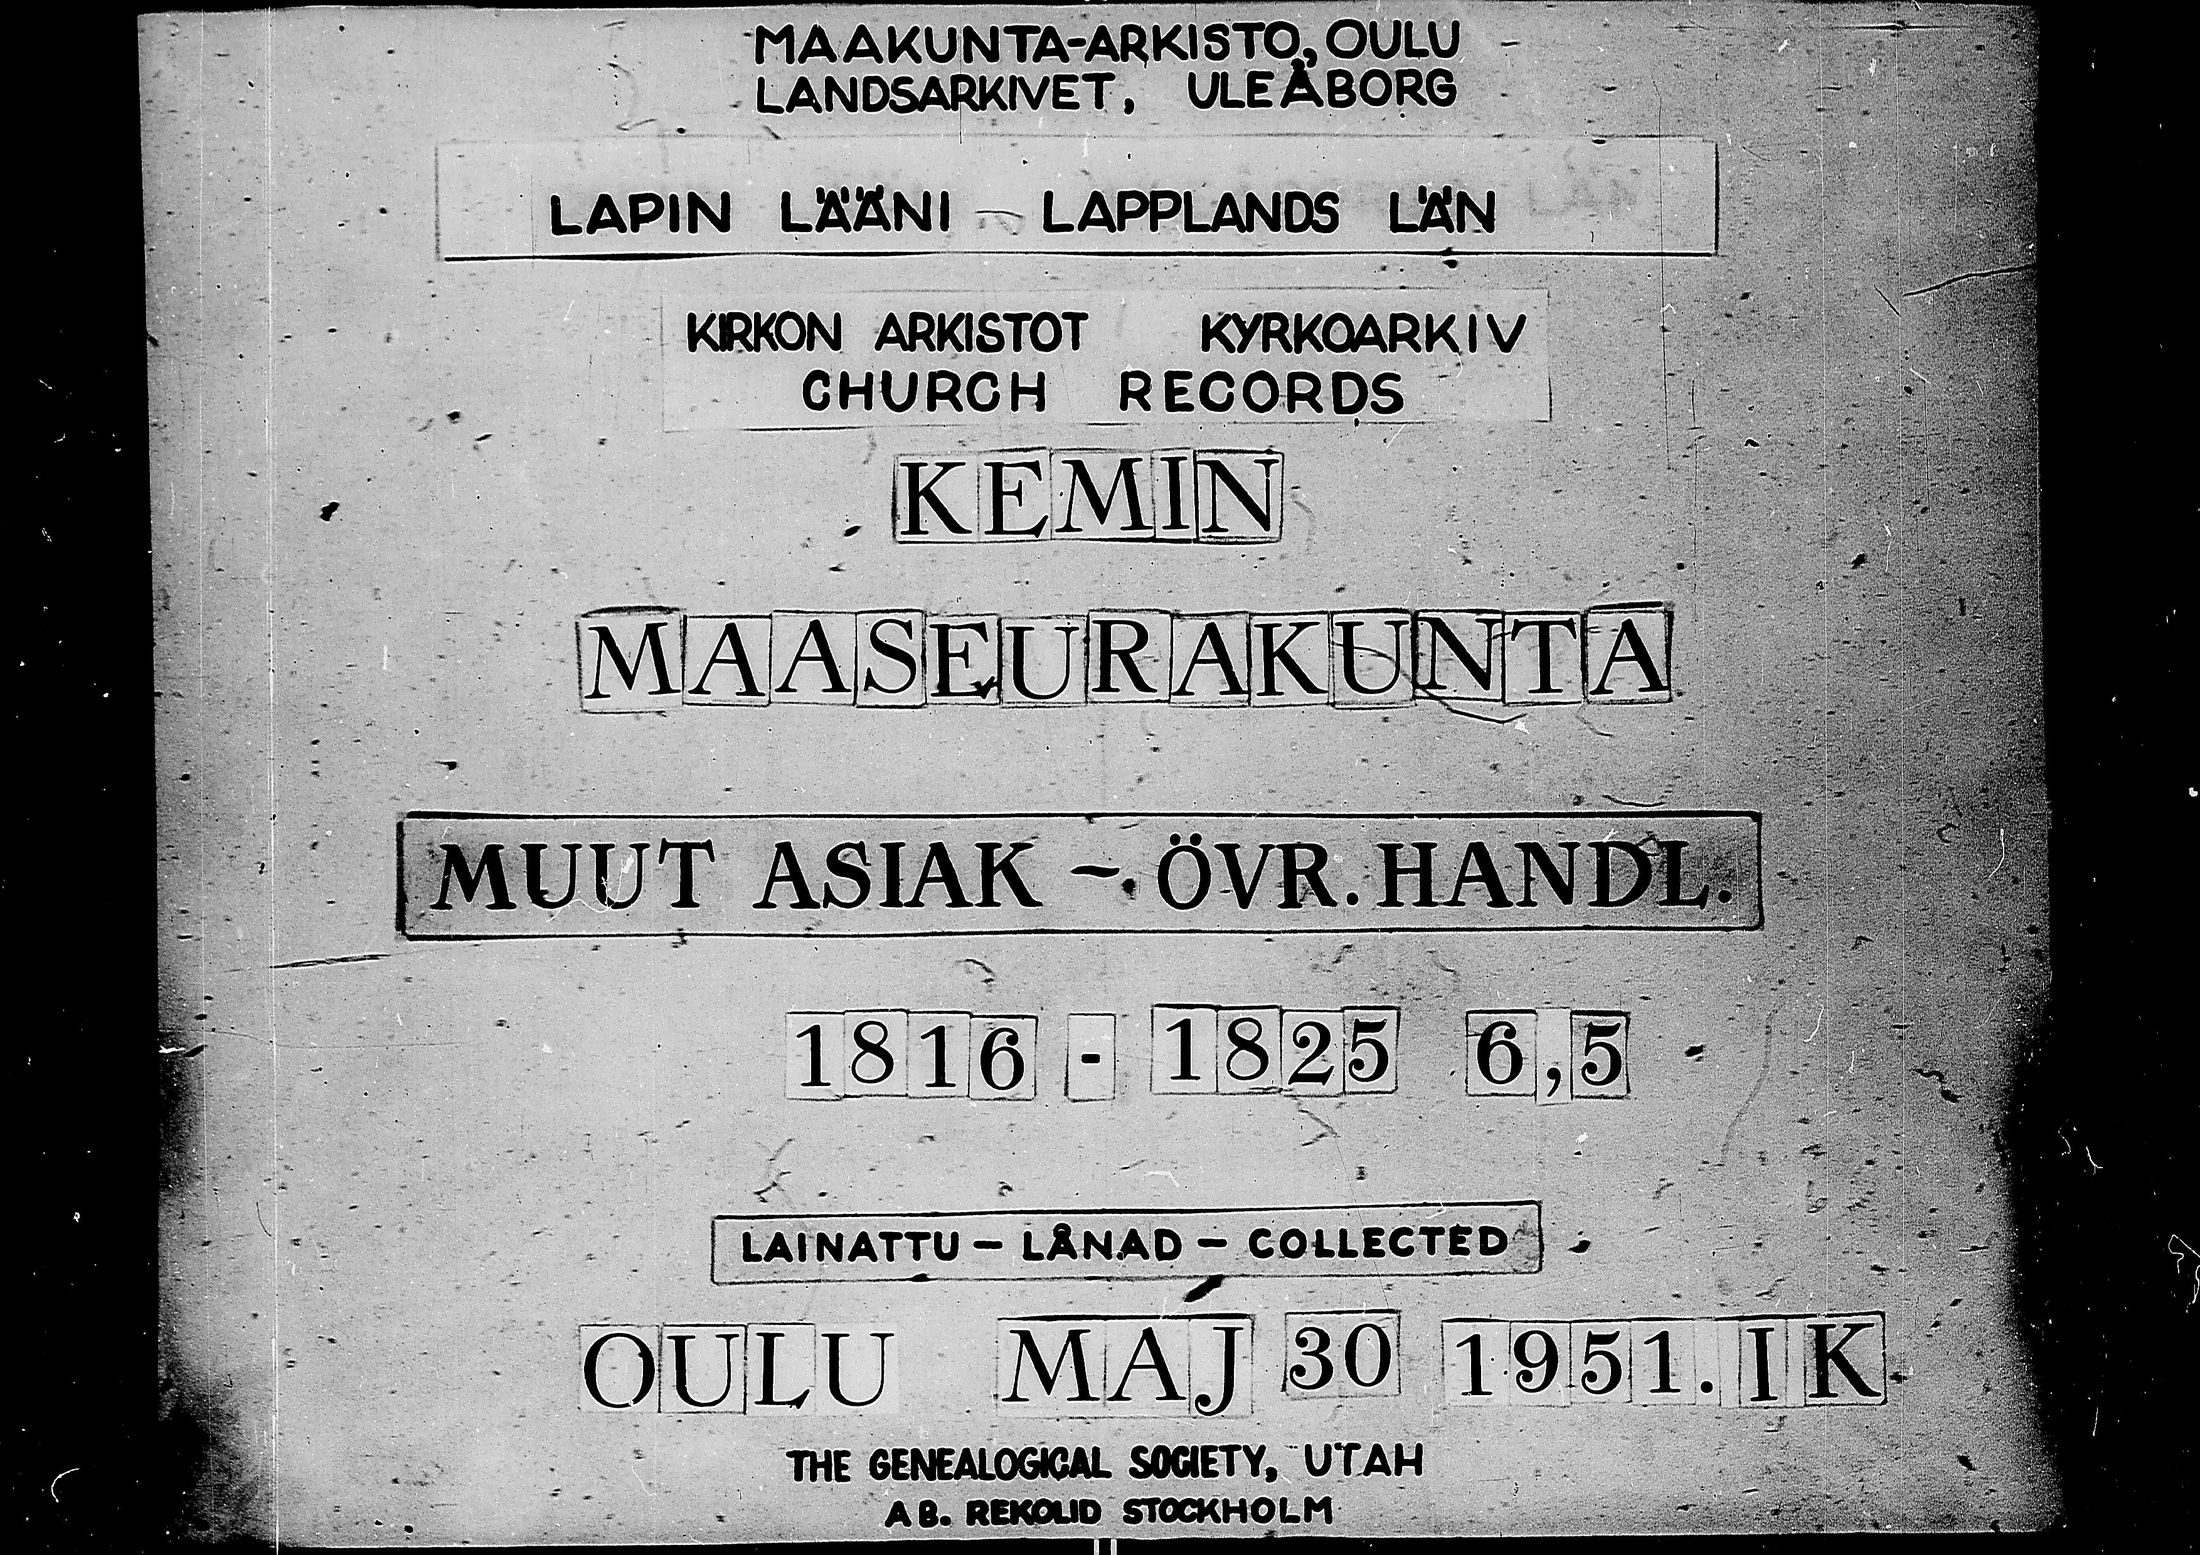 MAAKUNTA-ARKISTO, OULU
LANDSARKIVET, ULEÅBORG
LAPIN LÄÄNI LAPPLANDS LÄN
KIRKON ARKISTOT KYRKOARKIV
CHURCH RECORDS
KEMIN
MAASEURAKUNTA
MUUT ASIAK - ÖVR. HANDL.
1816 - 1825 6,5
LAINATTU - LÅNAD - COLLECTED
OULU MAJ 30 1951. IK
THE GENEALOGICAL SOCIETY, UTAH
AB. REKOLID STOCKHOLM